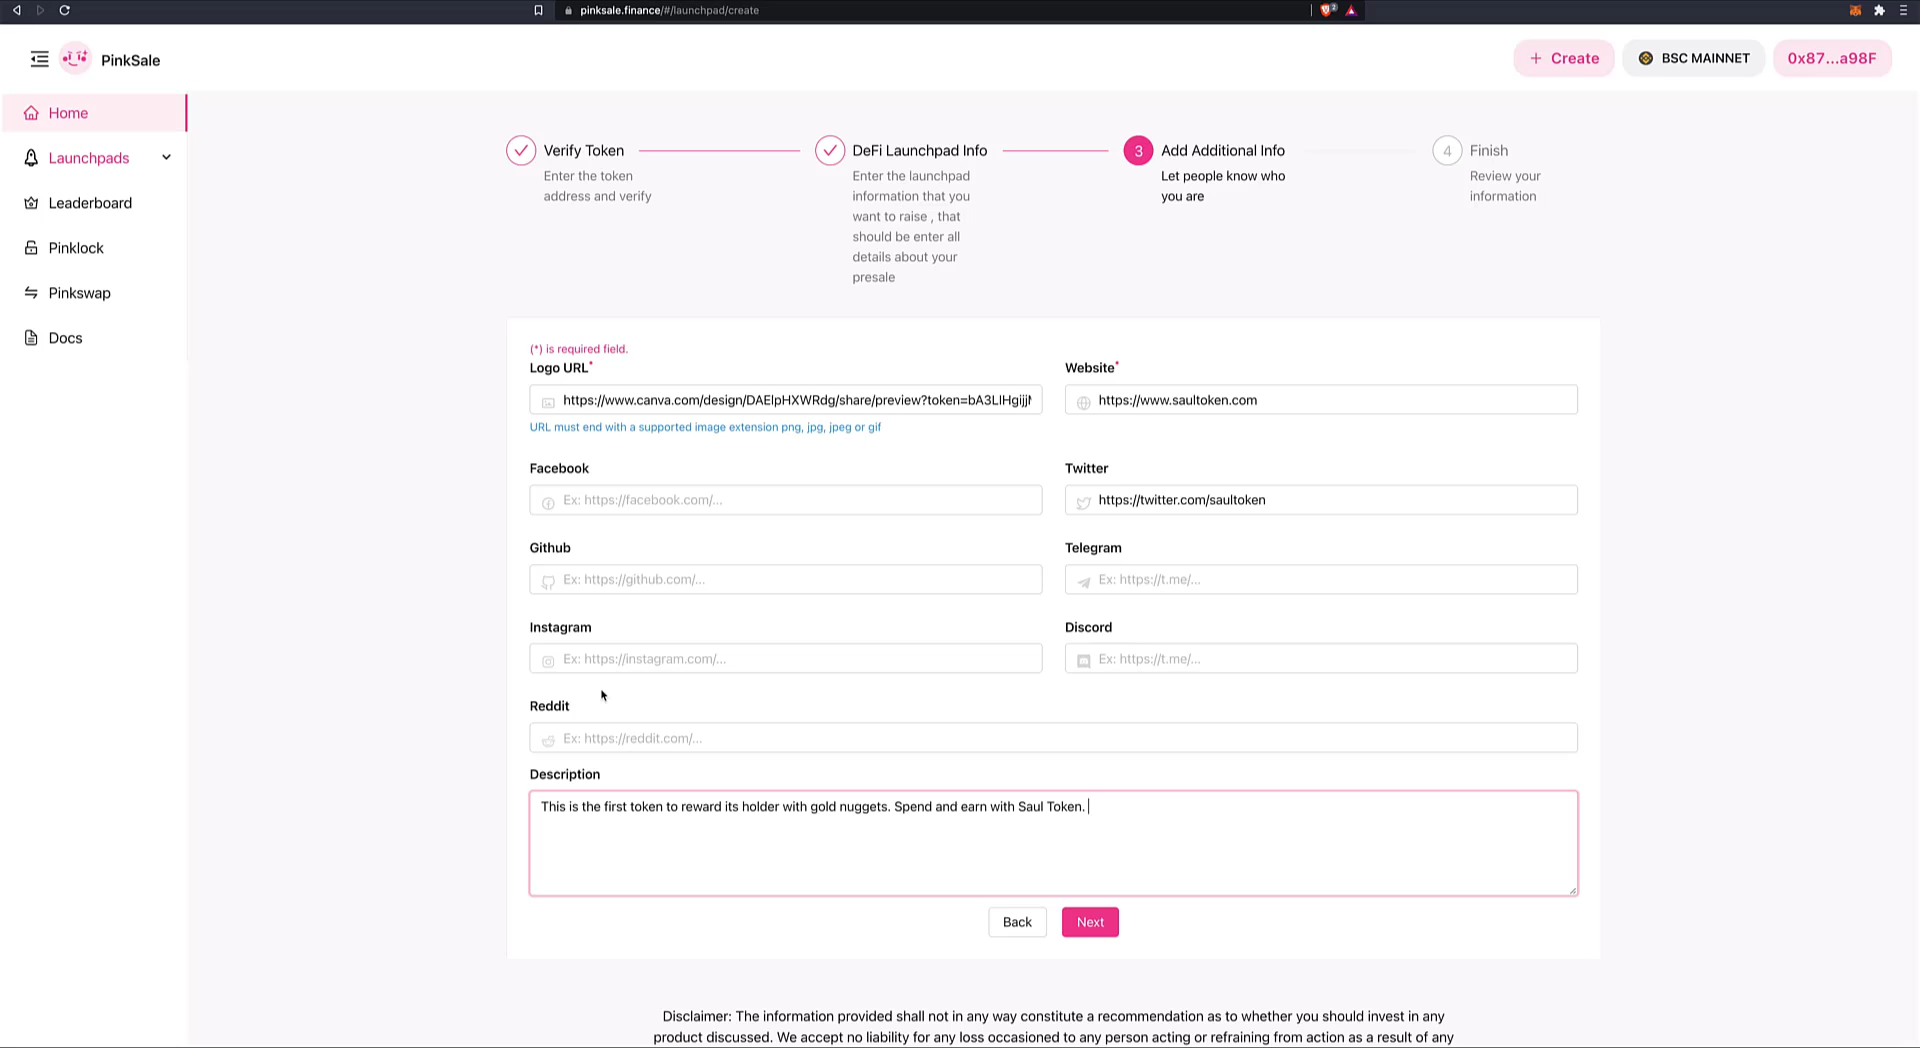 pinksale.finance/#/launchpad/create
2
PinkSale
+ Create
BSC MAINNET
0x87...a98F
Home
Launchpads
Leaderboard
Pinklock
Pinkswap
Docs
Verify Token
Enter the token
address and verify
DeFi Launchpad Info
Enter the launchpad
information that you
want to raise , that
should be enter all
details about your
presale
3
Add Additional Info
Let people know who
you are
4
Finish
Review your
information
(*) is required field.
Logo URL*
https://www.canva.com/design/DAElpHXWRdg/share/preview?token=
URL must end with a supported image extension png, jpg, jpeg or gif
Website*
https://www.saultoken.com
Facebook
Ex: https://facebook.com/...
Twitter
https://twitter.com/saultoken
Github
Ex: https://github.com/...
Telegram
Ex: https://t.me/...
Instagram
Ex: https://instagram.com/...
Discord
Ex: https://t.me/...
Reddit
Ex: https://reddit.com/...
Description
This is the first token to reward its holder with gold nuggets. Spend and earn with Saul Token.
Back
Next
Disclaimer: The information provided shall not in any way constitute a recommendation as to whether you should invest in any
product discussed. We accept no liability for any loss occasioned to any person acting or refraining from action as a result of any